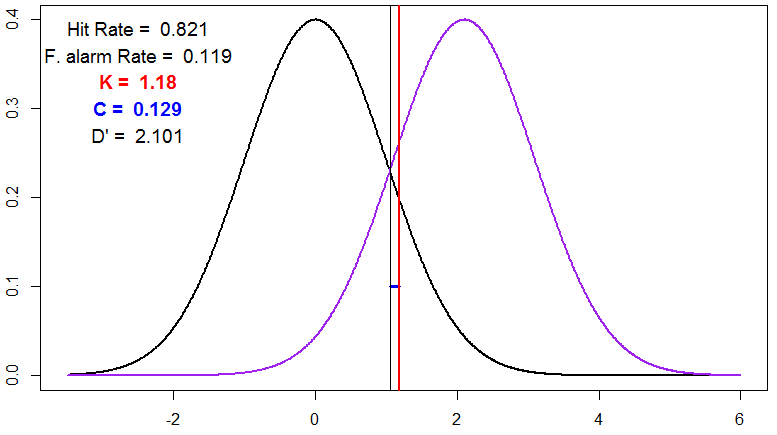 Hit Rate = 0.821
F. alarm Rate = 0.119
K = 1.18
C = 0.129
D' = 2.101
0.4
0.3
0.2
0.1
0.0
-2 0 2 4 6